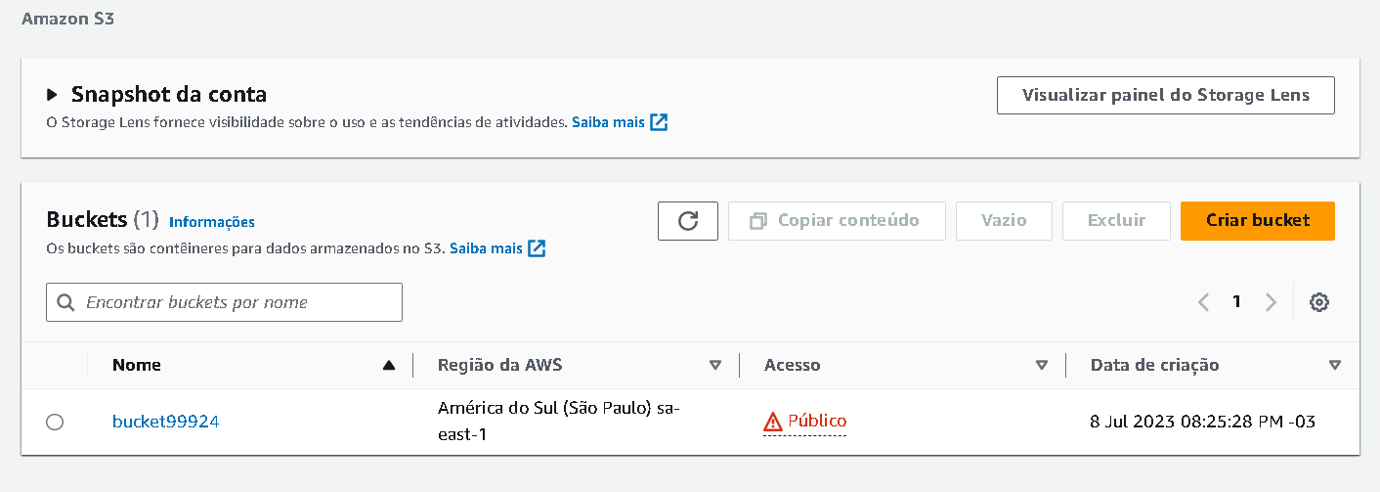 Amazon S3
Snapshot da conta
Visualizar painel do Storage Lens
O Storage Lens fornece visibilidade sobre o uso e as tendências de atividades. Saiba mais
Buckets (1) Informações
Copiar conteúdo Vazio Excluir Criar bucket
Os buckets são contêineres para dados armazenados no S3. Saiba mais
Encontrar buckets por nome
1
Nome Região da AWS Acesso Data de criação
bucket99924 América do Sul (São Paulo) sa-
east-1 Público 8 Jul 2023 08:25:28 PM -03